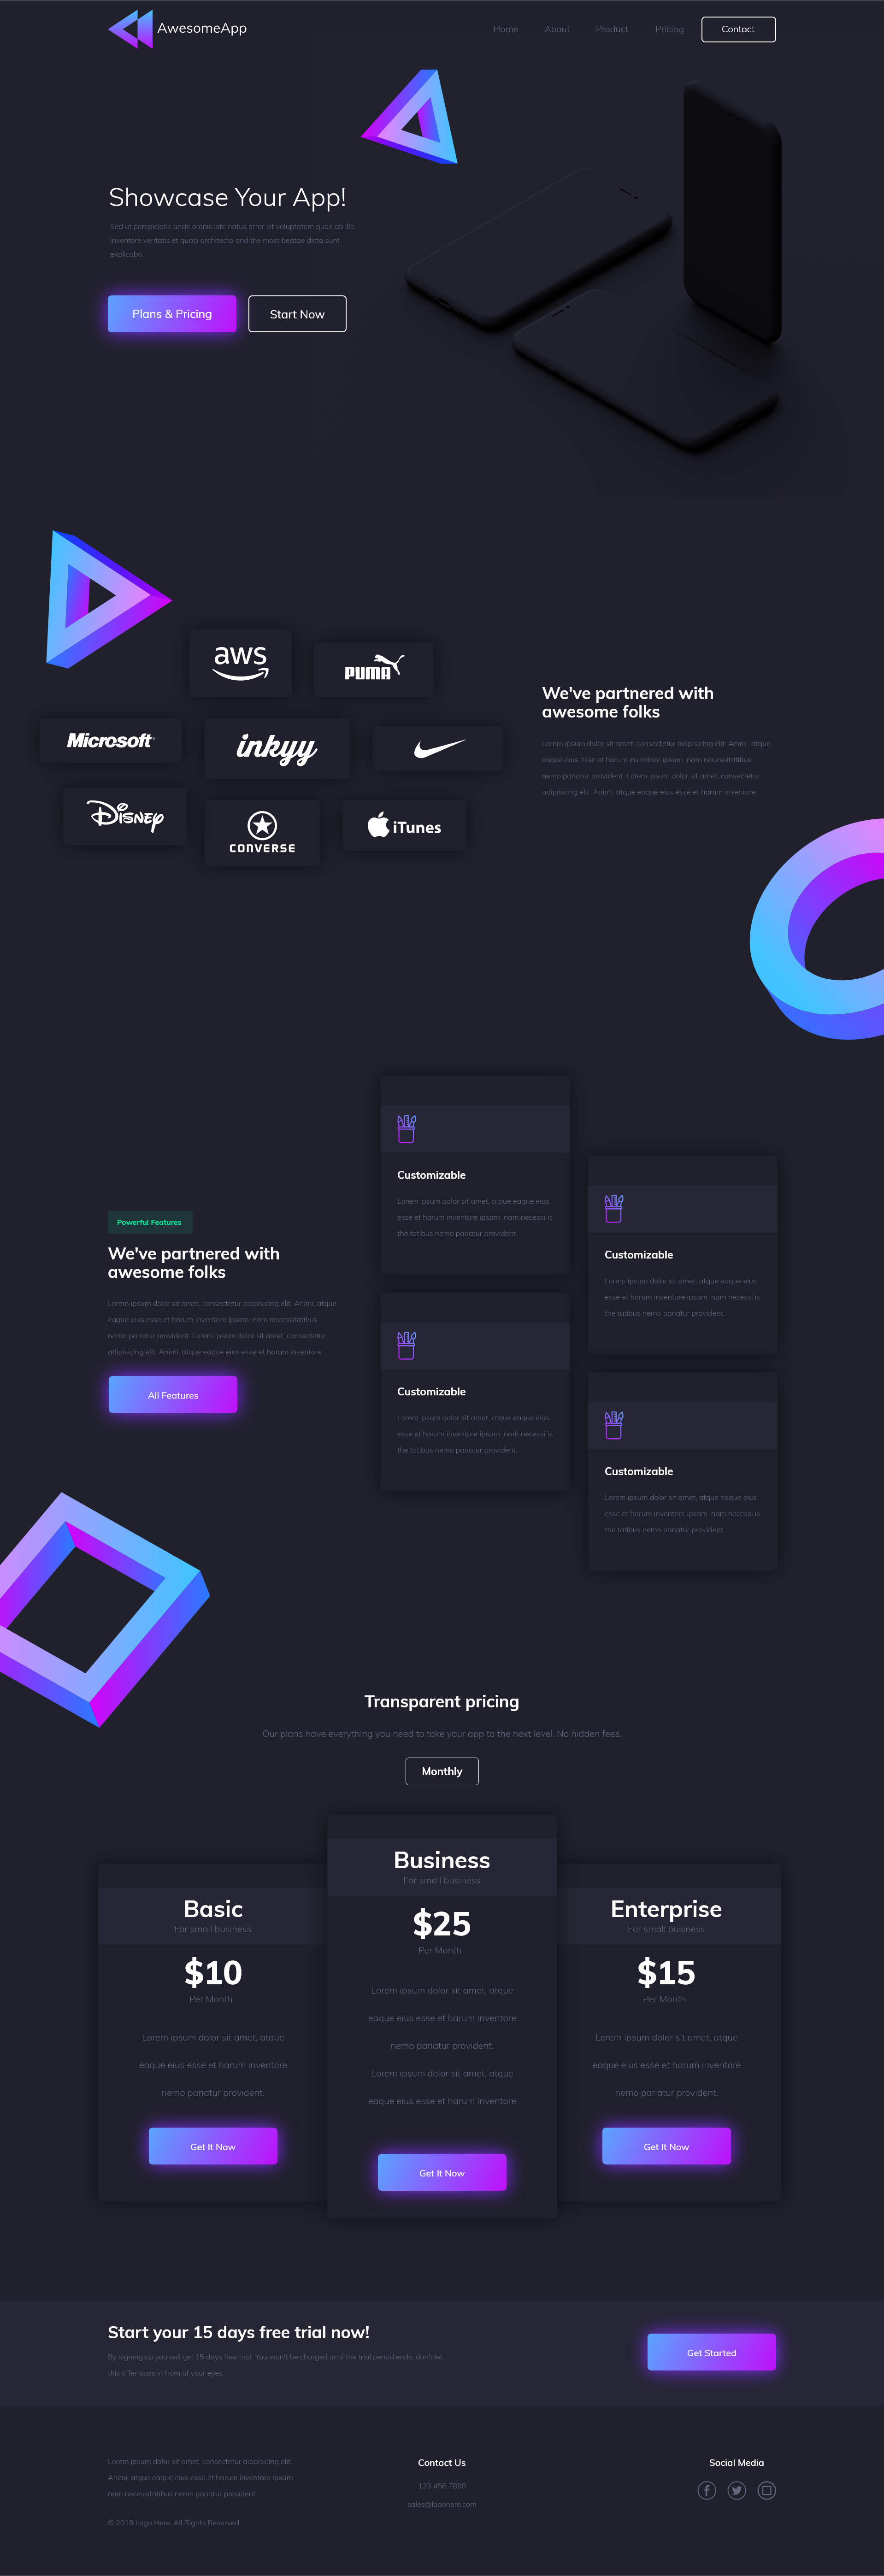 AwesomeApp
Home About Product Pricing Contact
Showcase Your App!
Sed ut perspiciatis unde omnis iste natus error sit voluptatem quae ab illo
inventore veritatis et quasi architecto and the most beatae dicta sunt
explicabo.
Plans & Pricing
Start Now
aws
PUMA
Microsoft
inkyy
Disney
CONVERSE
iTunes
We've partnered with
awesome folks
Lorem ipsum dolor sit amet, consectetur adipisicing elit. Animi, atque
eaque eius esse et harum inventore ipsam nam necessitatibus
nemo pariatur provident. Lorem ipsum dolor sit amet, consectetur
adipisicing elit. Animi, atque eaque eius esse et harum inventore
Powerful Features
We've partnered with
awesome folks
Lorem ipsum dolor sit amet, consectetur adipisicing elit. Animi, atque
eaque eius esse et harum inventore ipsam nam necessitatibus
nemo pariatur provident. Lorem ipsum dolor sit amet, consectetur
adipisicing elit. Animi, atque eaque eius esse et harum inventore
All Features
Customizable
Lorem ipsum dolor sit amet, atque eaque eius
esse et harum inventore ipsam nam necessi is
the tatibus nemo pariatur provident.
Customizable
Lorem ipsum dolor sit amet, atque eaque eius
esse et harum inventore ipsam nam necessi is
the tatibus nemo pariatur provident.
Customizable
Lorem ipsum dolor sit amet, atque eaque eius
esse et harum inventore ipsam nam necessi is
the tatibus nemo pariatur provident.
Customizable
Lorem ipsum dolor sit amet, atque eaque eius
esse et harum inventore ipsam nam necessi is
the tatibus nemo pariatur provident.
Transparent pricing
Our plans have everything you need to take your app to the next level. No hidden fees.
Monthly
Basic
For small business
$10
Per Month
Lorem ipsum dolor sit amet, atque
eaque eius esse et harum inventore
nemo pariatur provident.
Get It Now
Business
For small business
$25
Per Month
Lorem ipsum dolor sit amet, atque
eaque eius esse et harum inventore
nemo pariatur provident.
Lorem ipsum dolor sit amet, atque
eaque eius esse et harum inventore
Get It Now
Enterprise
For small business
$15
Per Month
Lorem ipsum dolor sit amet, atque
eaque eius esse et harum inventore
nemo pariatur provident.
Get It Now
Start your 15 days free trial now!
By signing up you will get 15 days free trial. You won't be charged until the trial period ends, don't let
this offer pass in from of your eyes
Get Started
Lorem ipsum dolor sit amet, consectetur adipisicing elit.
Animi, atque eaque eius esse et harum inventore ipsam
nam necessitatibus nemo pariatur provident
© 2019 Logo Here, All Rights Reserved
Contact Us
123 456 7890
sales@logohere.com
Social Media